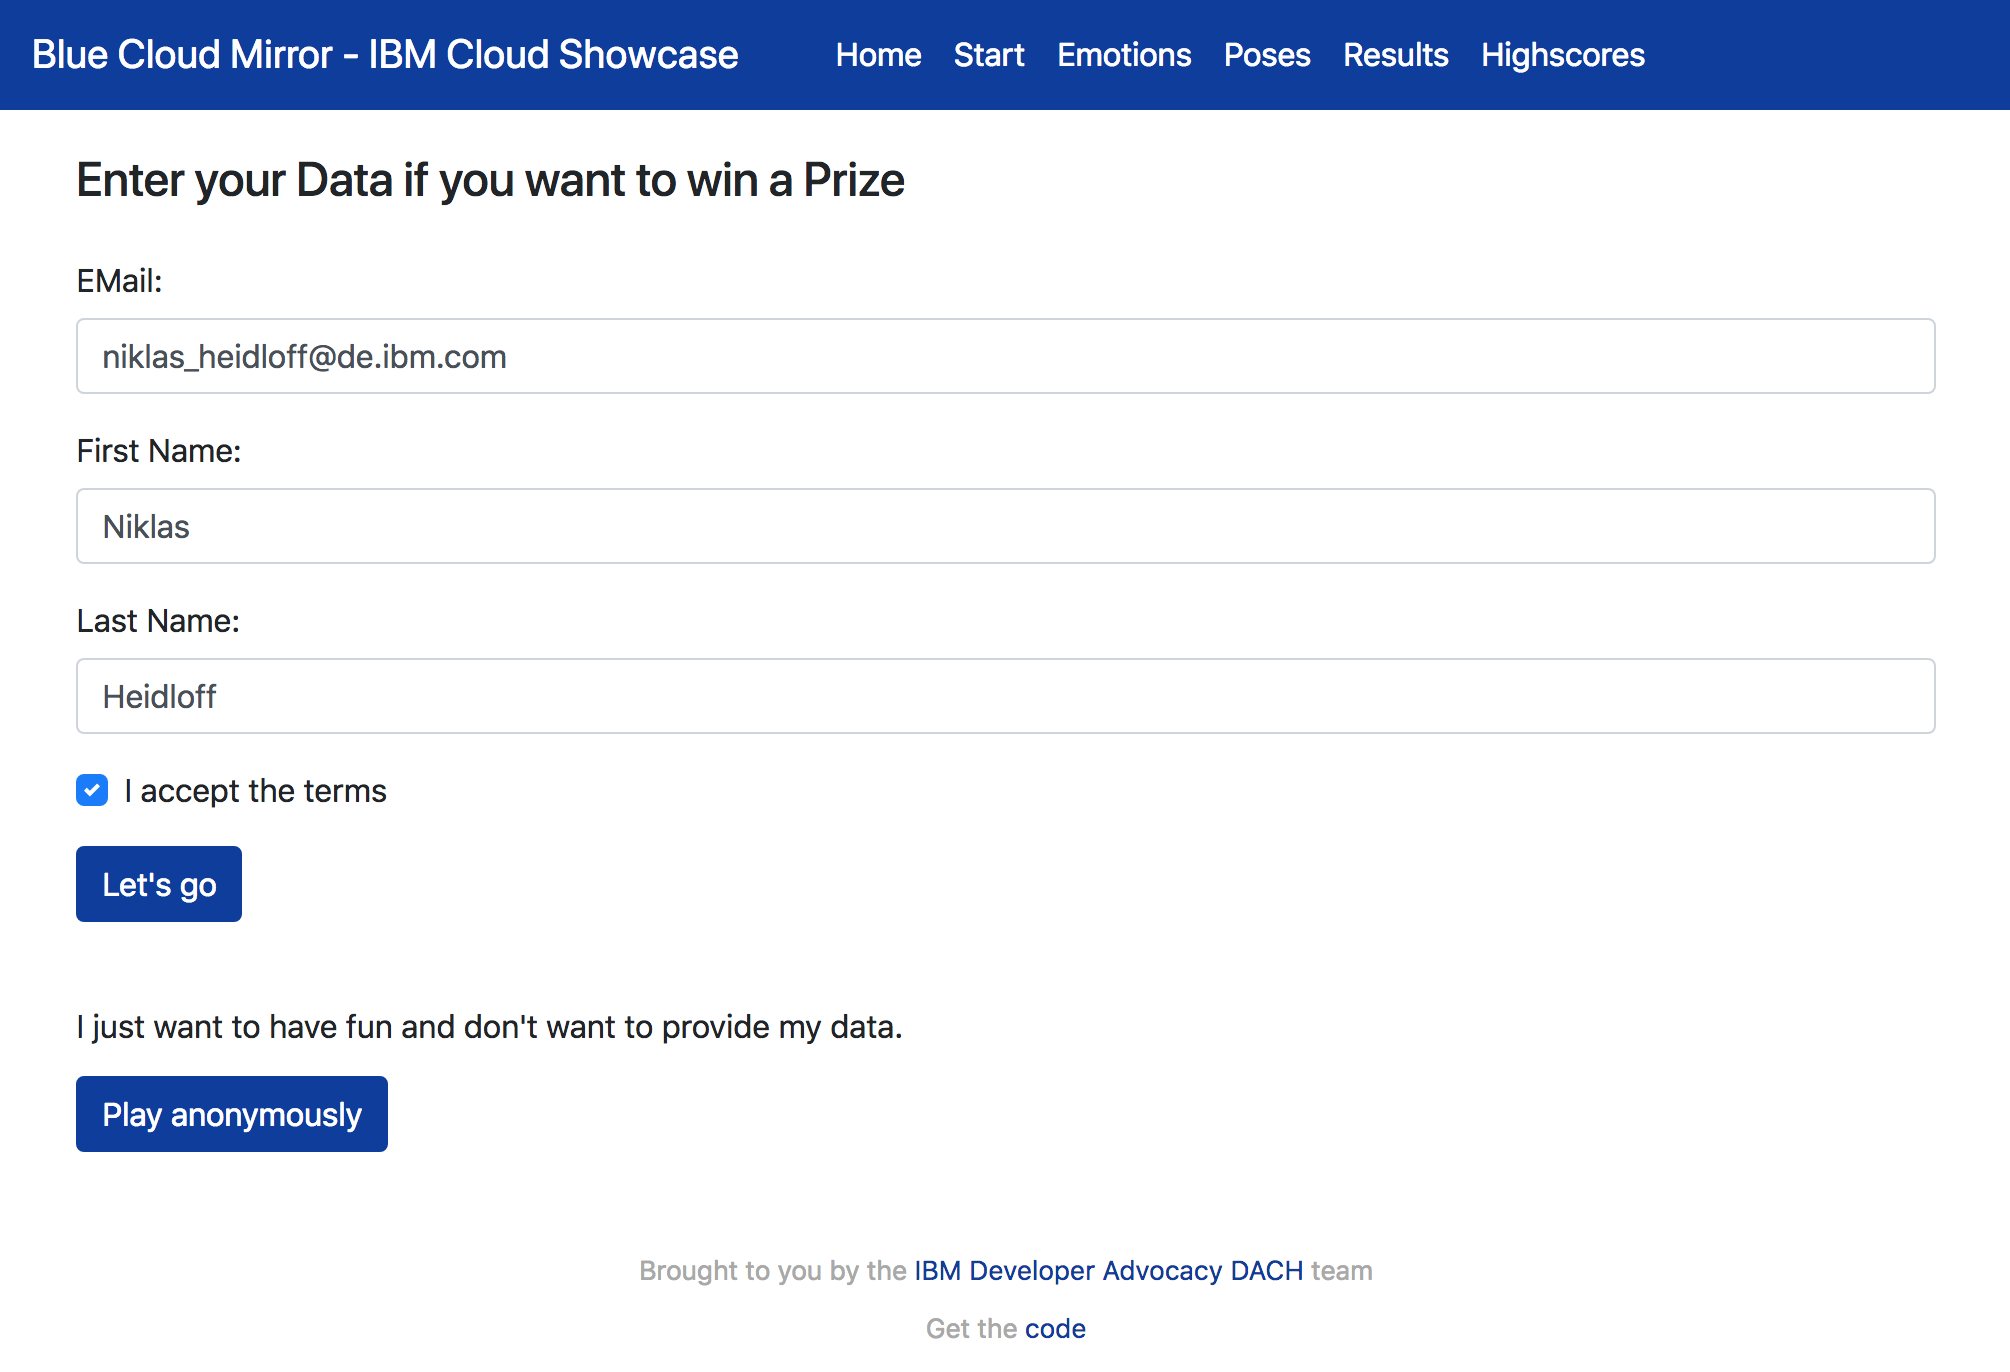 Blue Cloud Mirror - IBM Cloud Showcase Home Start Emotions Poses Results Highscores
Enter your Data if you want to win a Prize
EMail:
niklas_heidloff@de.ibm.com
First Name:
Niklas
Last Name:
Heidloff
I accept the terms
Let's go
I just want to have fun and don't want to provide my data.
Play anonymously
Brought to you by the IBM Developer Advocacy DACH team
Get the code